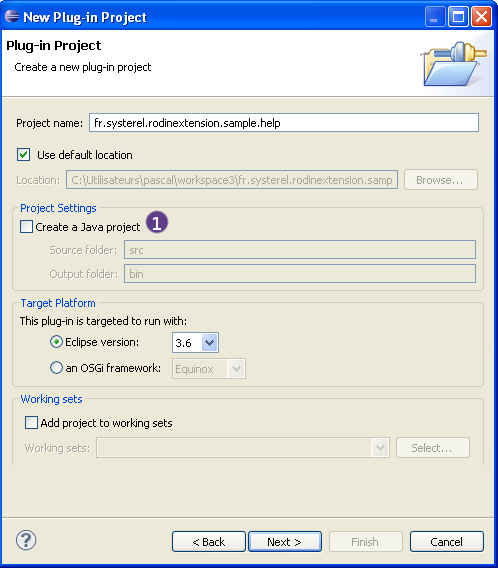 New Plug-in Project
Plug-in Project
Create a new plug-in project
Project name: fr.systerel.rodinextension.sample.help
Use default location
Location: C:\Utilisateurs\pascal\workspace3\fr.systerel.rodinextension.samp Browse...
Project Settings
Create a Java project 1
Source folder: src
Output folder: bin
Target Platform
This plug-in is targeted to run with:
Eclipse version: 3.6
an OSGi framework: Equinox
Working sets
Add project to working sets
Working sets: Select...
? < Back Next > Finish Cancel